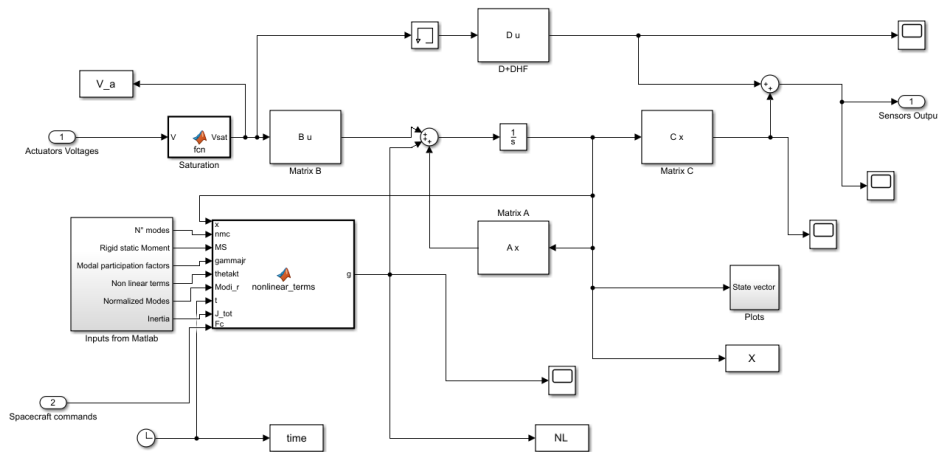 D u
D+DHF
V_a
1
Sensors Outpu
1
Actuators Voltages
V
Vsat
fcn
Saturation
B u
Matrix B
+
+
+
1
s
C x
Matrix C
+
+
Matrix A
A x
N° modes
Rigid static Moment
Modal participation factors
Non linear terms
Normalized Modes
Inertia
Inputs from Matlab
x
nmc
MS
gammajr
thetakt
Modi_r
t
J_tot
Fc
nonlinear_terms
g
State vector
Plots
X
2
Spacecraft commands
time
NL